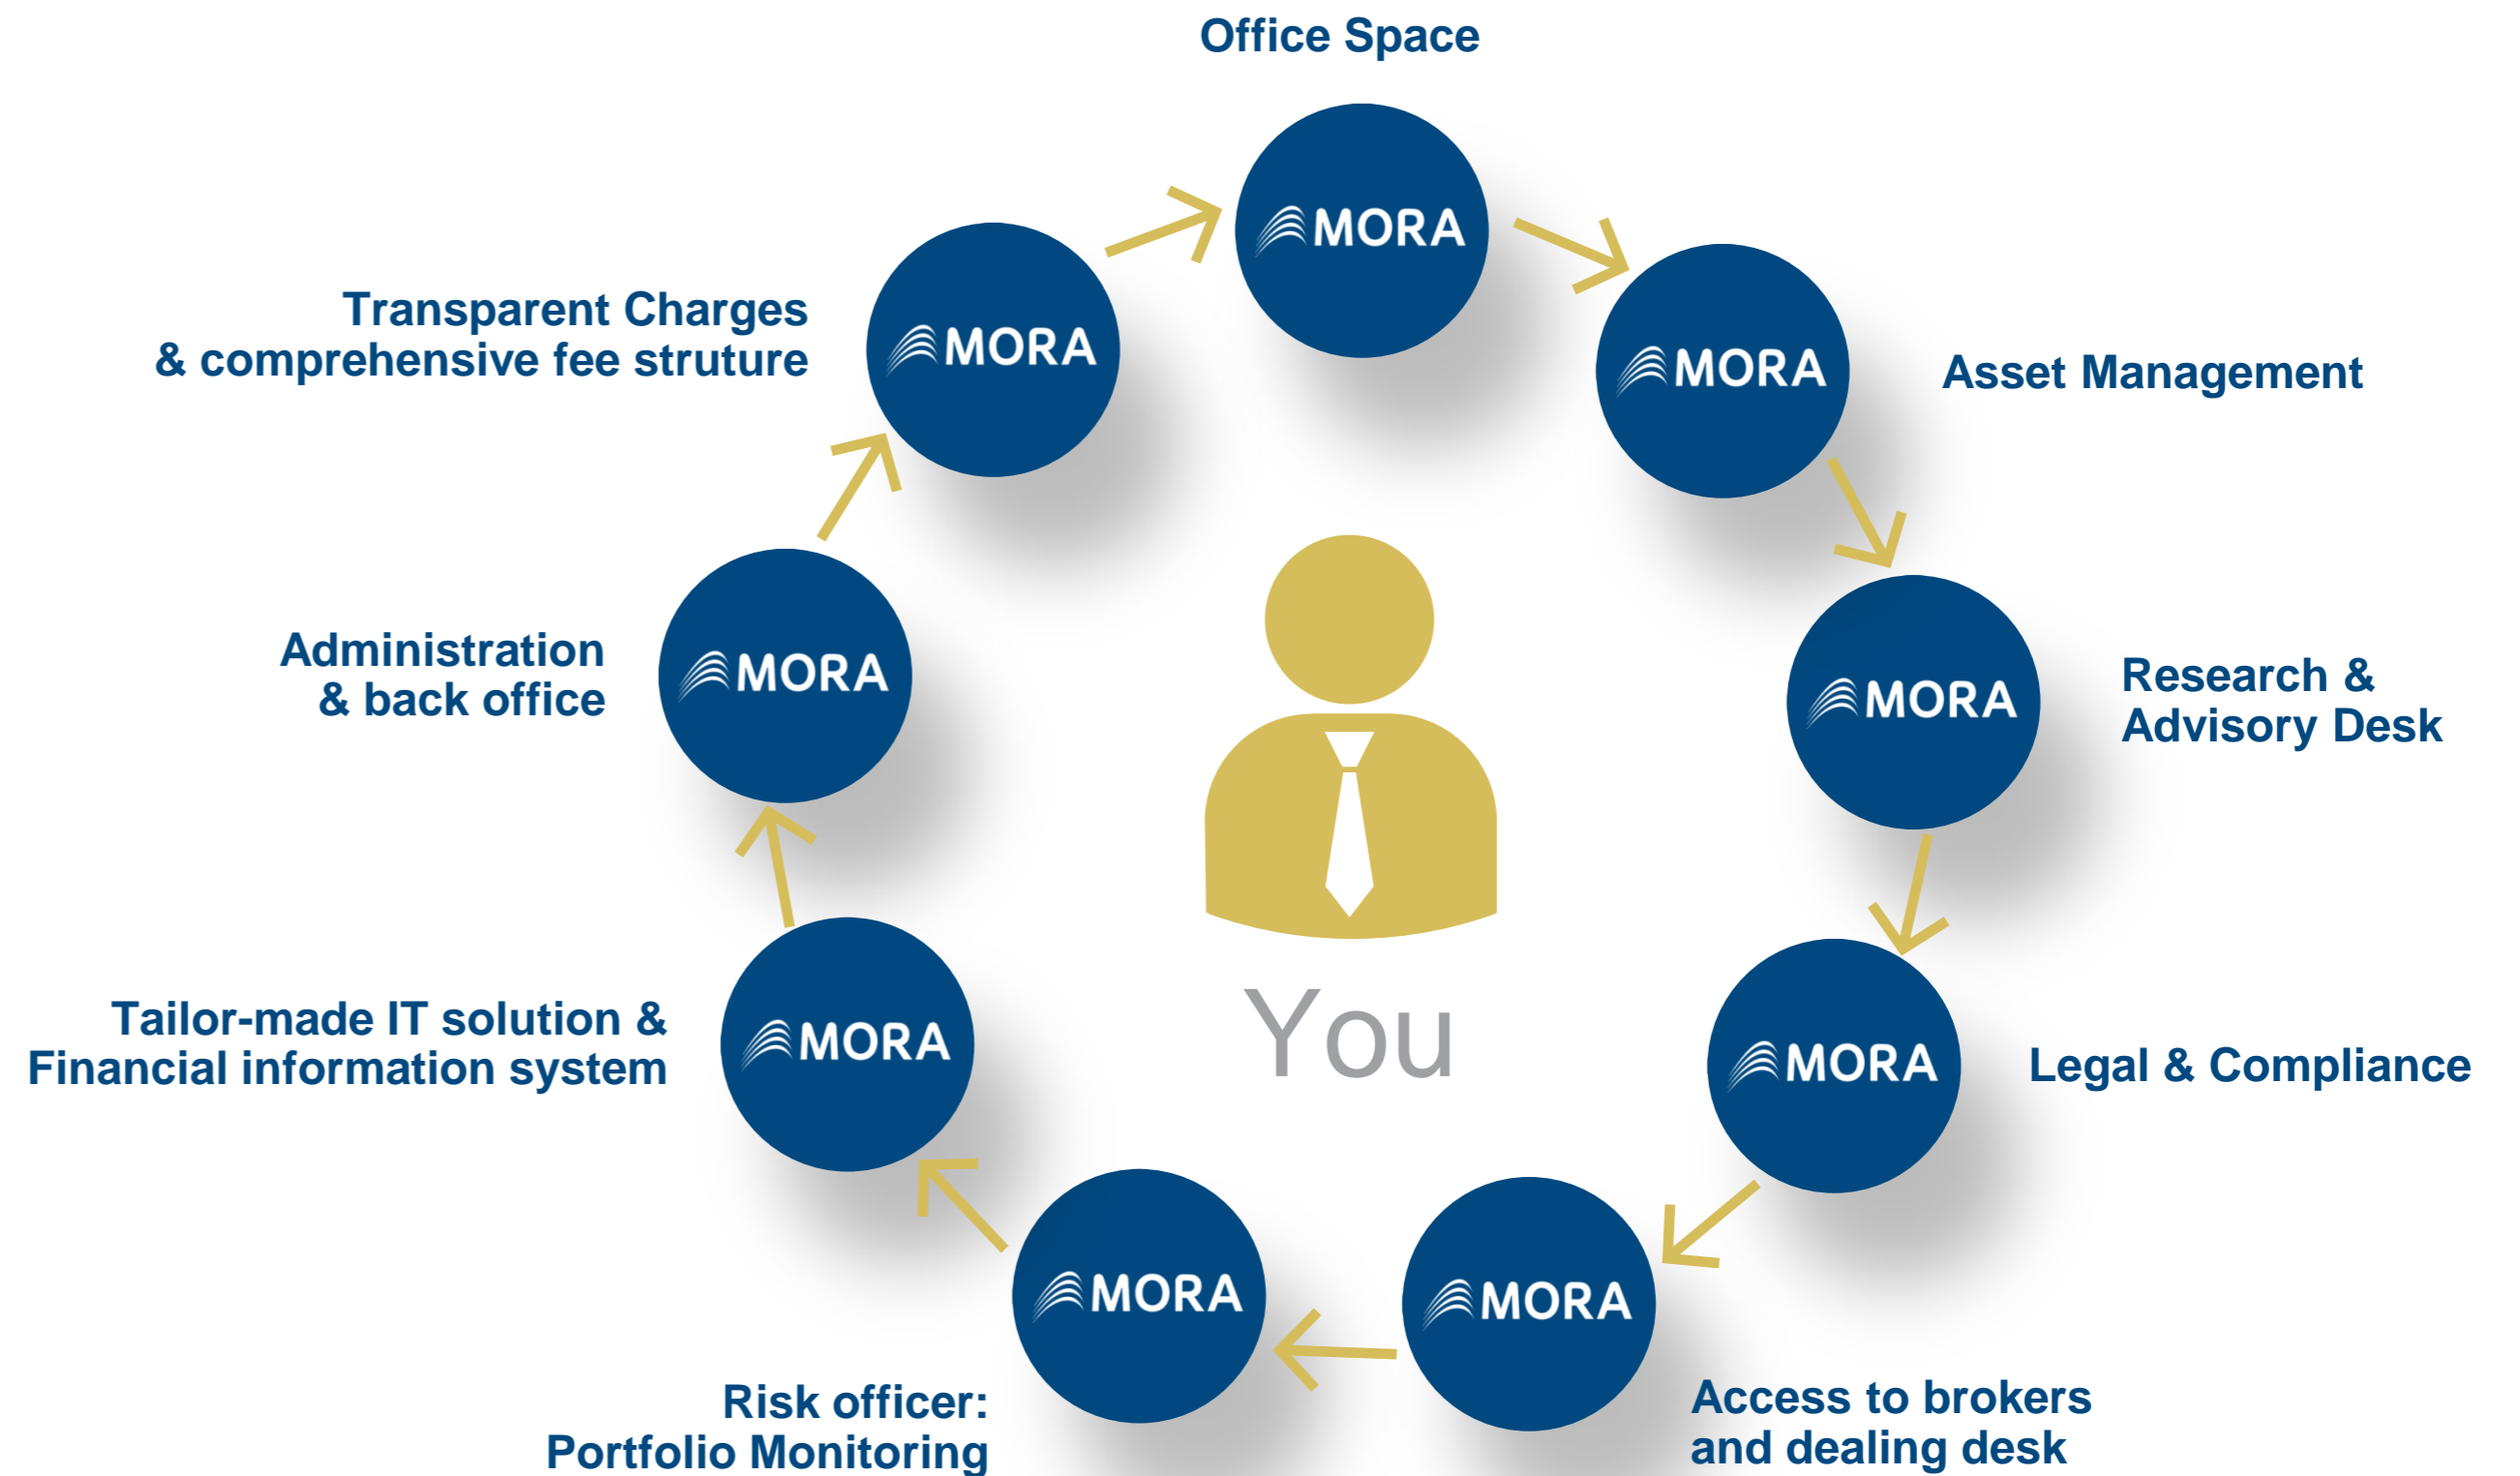 Office Space
MORA
MORA
Transparent Charges
& comprehensive fee struture
MORA
Asset Management
Administration
& back office
MORA
MORA
Research &
Advisory Desk
Tailor-made IT solution &
Financial information system
MORA
You
MORA
Legal & Compliance
MORA
MORA
Risk officer:
Portfolio Monitoring
Access to brokers
and dealing desk